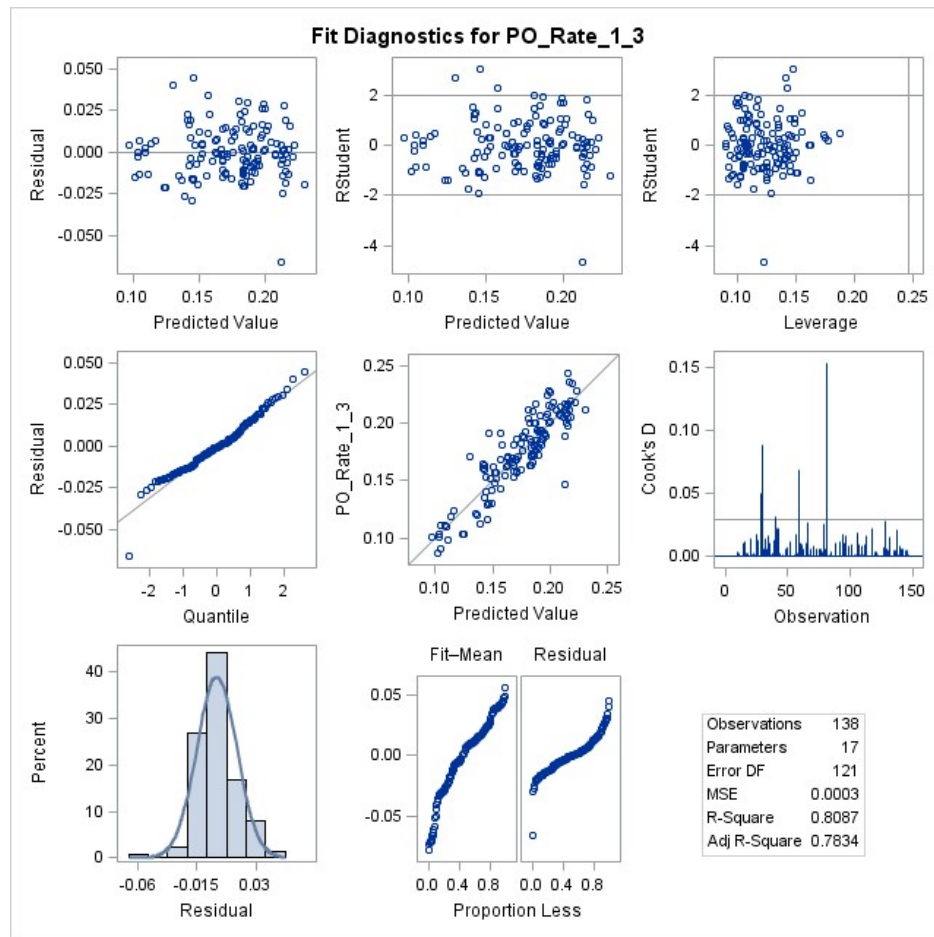 Fit Diagnostics for PO_Rate_1_3
0.050
0.025
0.000
-0.025
-0.050
Residual
0.10 0.15 0.20
Predicted Value
2
0
-2
-4
RStudent
0.10 0.15 0.20
Predicted Value
2
0
-2
-4
RStudent
0.10 0.15 0.20 0.25
Leverage
0.050
0.025
0.000
-0.025
-0.050
Residual
-2 -1 0 1 2
Quantile
0.25
0.20
0.15
0.10
PO_Rate_1_3
0.10 0.15 0.20 0.25
Predicted Value
0.15
0.10
0.05
0.00
Cook's D
0 50 100 150
Observation
40
30
20
10
0
Percent
-0.06 -0.015 0.03
Residual
Fit–Mean Residual
0.05
0.00
-0.05
0.0 0.4 0.8 0.0 0.4 0.8
Proportion Less
Observations 138
Parameters 17
Error DF 121
MSE 0.0003
R-Square 0.8087
Adj R-Square 0.7834